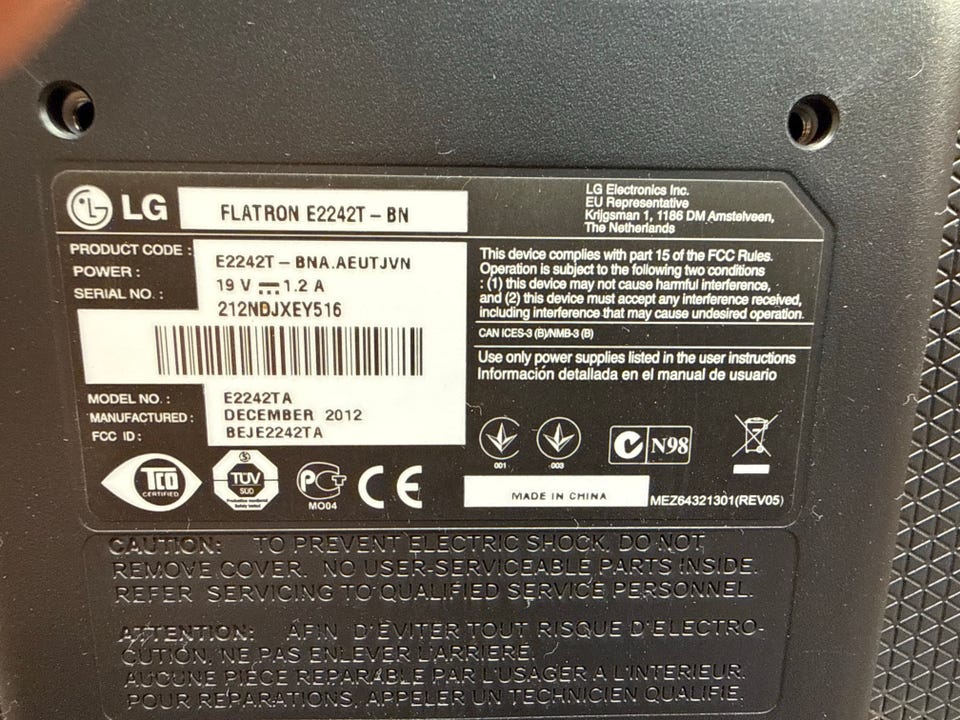 LG FLATRON E2242T - BN
LG Electronics Inc.
EU Representative
Krijgsman 1, 1186 DM Amstelveen,
The Netherlands
PRODUCT CODE : E2242T - BNA.AEUTJVN
POWER : 19 V 1.2 A
SERIAL NO. : 212NDJXEY516
MODEL NO. : E2242TA
MANUFACTURED : DECEMBER 2012
FCC ID : BEJE2242TA
This device complies with part 15 of the FCC Rules.
Operation is subject to the following two conditions
: (1) this device may not cause harmful interference,
and (2) this device must accept any interference received,
including interference that may cause undesired operation.
CAN ICES-3 (B)/NMB-3 (B)
Use only power supplies listed in the user instructions
Información detallada en el manual de usuario
001 003
N98
TCO
CERTIFIED
TÜV
SÜD
Production monitored
Safety tested
MO04
CE
MADE IN CHINA
MEZ64321301(REV05)
CAUTION: TO PREVENT ELECTRIC SHOCK, DO NOT
REMOVE COVER. NO USER-SERVICEABLE PARTS INSIDE.
REFER SERVICING TO QUALIFIED SERVICE PERSONNEL.
ATTENTION: AFIN D'ÉVITER TOUT RISQUE D'ELECTRO-
CUTION, NE PAS ENLEVER L'ARRIERE.
AUCUNE PIÈCE REPARABLE PAR L'USAGER A L'INTERIEUR.
POUR REPARATIONS, APPELER UN TECHNICIEN QUALIFIE.